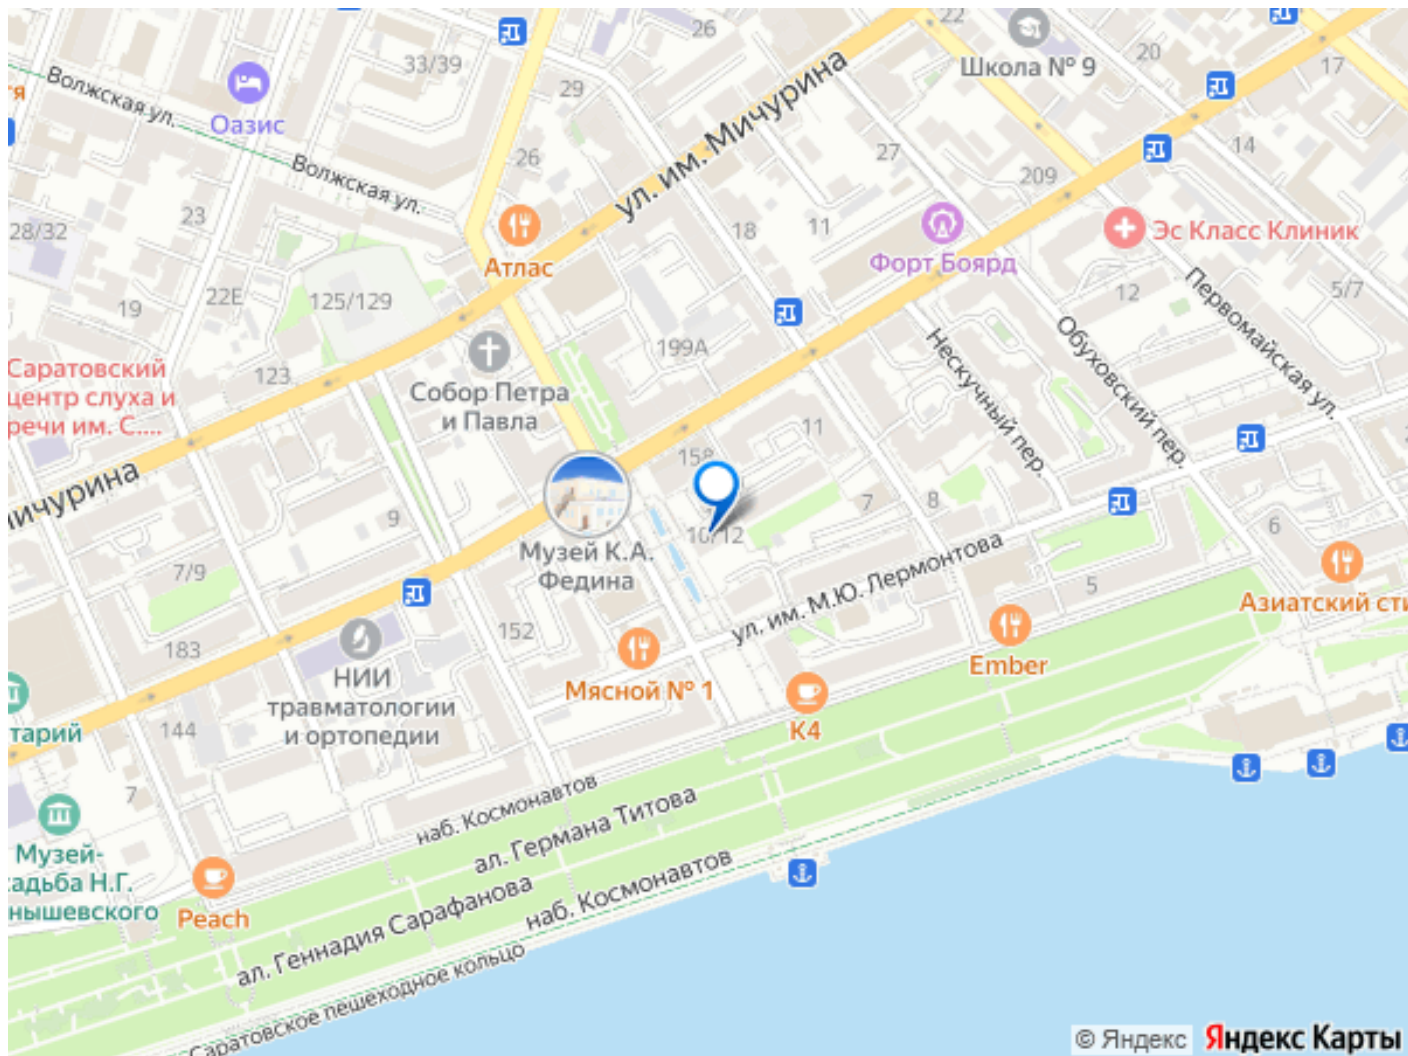 22
26
20
33/39
Школа № 9
17
Волжская ул.
29
ул. им. Мичурина
Оазис
14
26
27
209
Волжская ул.
23
18
11
28/32
Эс Класс Клиник
Атлас
Форт Боярд
22Е
125/129
12
5/7
19
Первомайская ул.
199А
Саратовский
центр слуха и
речи им. С....
123
Собор Петра
и Павла
Нескучный пер.
Обуховский пер.
11
158
7
8
9
10/12
6
Музей К.А.
Федина
ул. им. М.Ю. Лермонтова
7/9
5
Азиатский сти
152
183
Ember
НИИ
травматологии
и ортопедии
Мясной № 1
144
К4
тарий
7
наб. Космонавтов
ал. Германа Титова
Музей-
адьба Н.Г.
нышевского
наб. Космонавтов
Peach
ал. Геннадия Сарафанова
Саратовское пешеходное кольцо
© Яндекс
Яндекс Карты